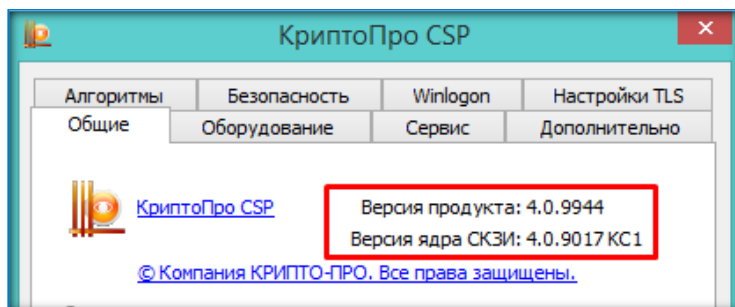 КриптоПро CSP
Алгоритмы Безопасность Winlogon Настройки TLS
Общие Оборудование Сервис Дополнительно
КриптоПро CSP Версия продукта: 4.0.9944
Версия ядра СКЗИ: 4.0.9017 КС1
© Компания КРИПТО-ПРО. Все права защищены.